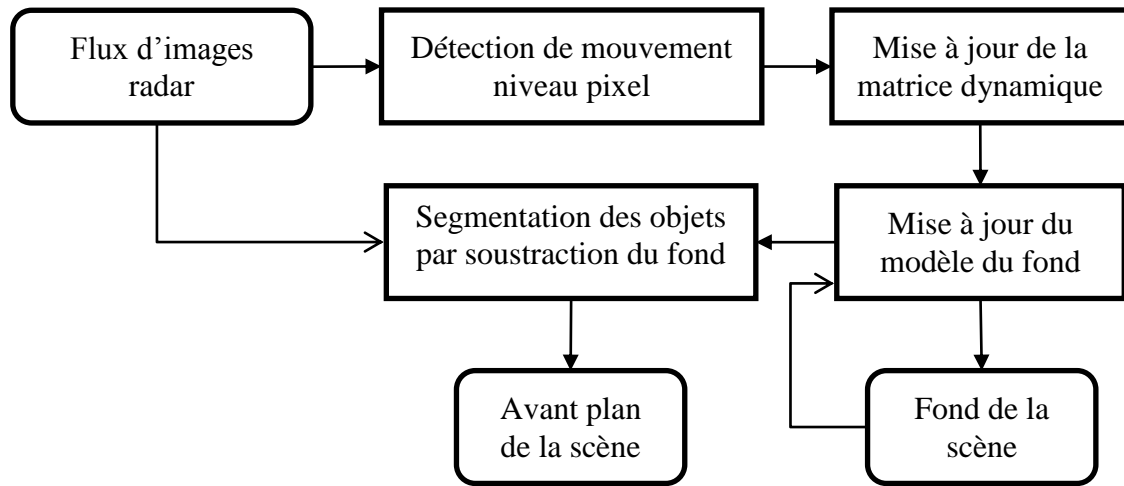 Flux d’images
radar
Détection de mouvement
niveau pixel
Mise à jour de la
matrice dynamique
Segmentation des objets
par soustraction du fond
Mise à jour du
modèle du fond
Avant plan
de la scène
Fond de la
scène